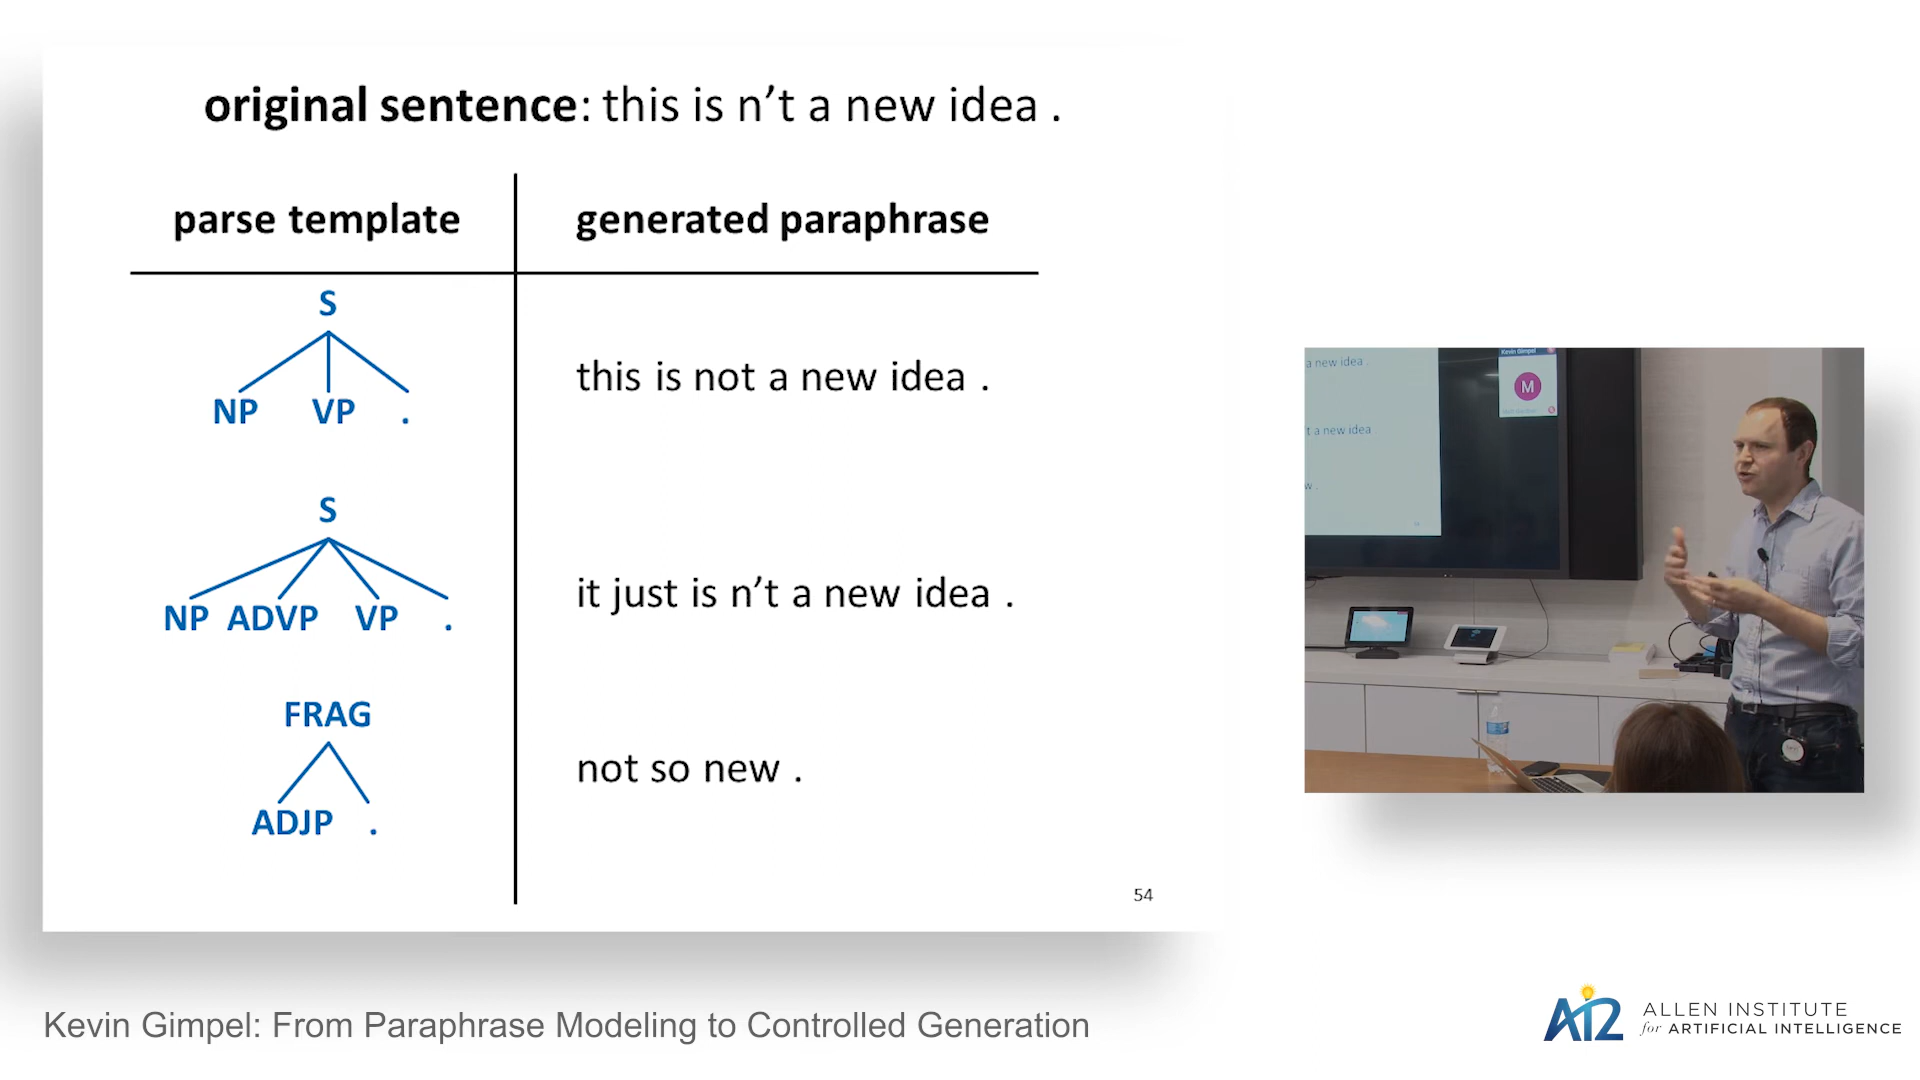 original sentence: this is n’t a new idea .
parse template generated paraphrase
S
NP VP .
this is not a new idea .
S
NP ADVP VP .
it just is n’t a new idea .
FRAG
ADJP .
not so new .
54
a new idea .
Kevin Gimpel
M
t a new idea
w .
Kevin Gimpel: From Paraphrase Modeling to Controlled Generation
AI2 ALLEN INSTITUTE
for ARTIFICIAL INTELLIGENCE